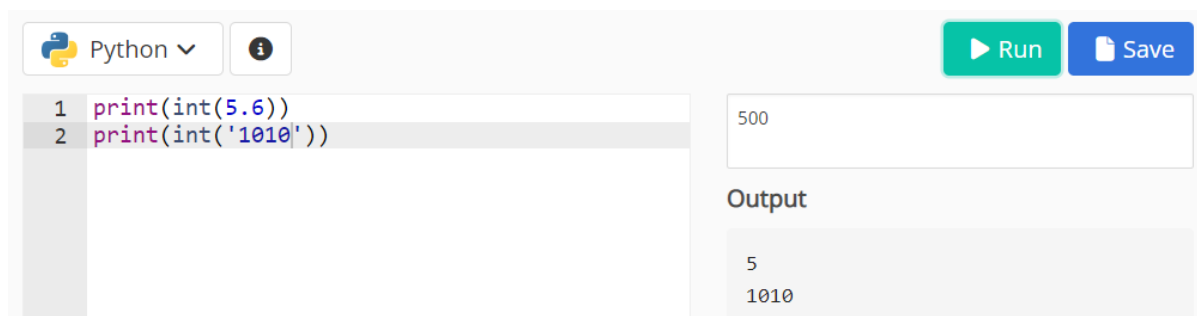 Python
Run
Save
1 print(int(5.6))
2 print(int('1010'))
500
Output
5
1010